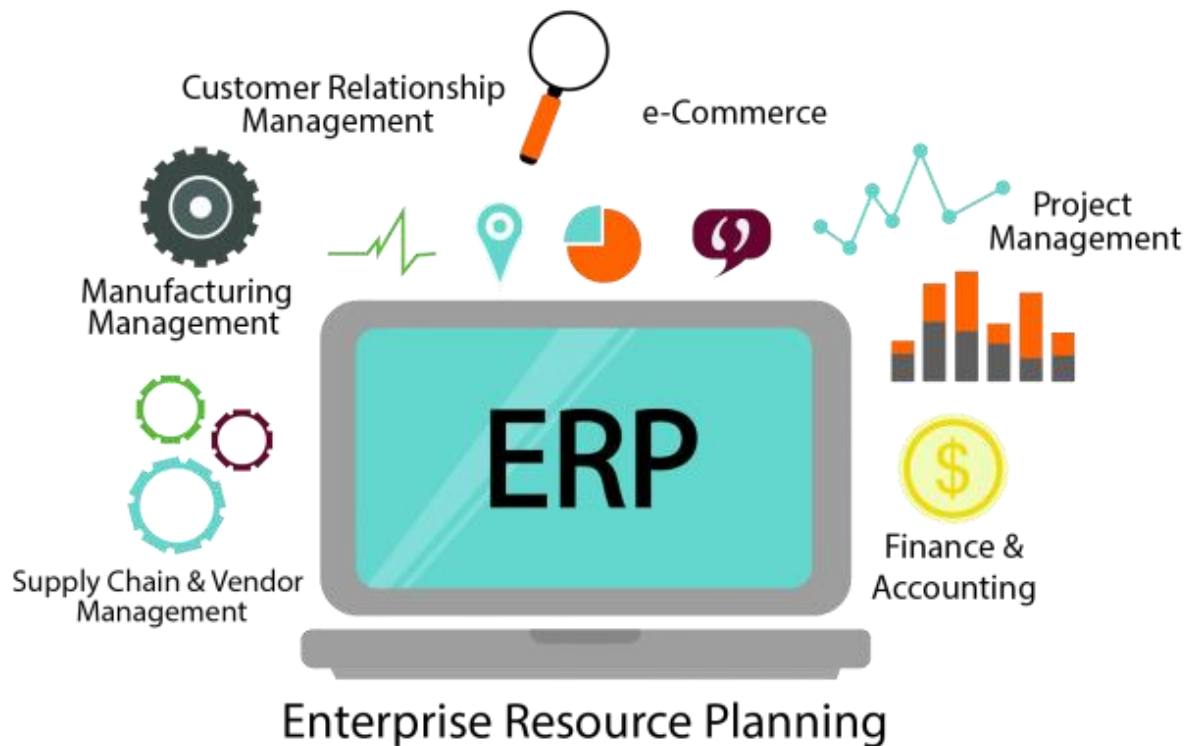 Customer Relationship
Management
e-Commerce
Project
Management
Manufacturing
Management
ERP
$
Finance &
Accounting
Supply Chain & Vendor
Management
Enterprise Resource Planning